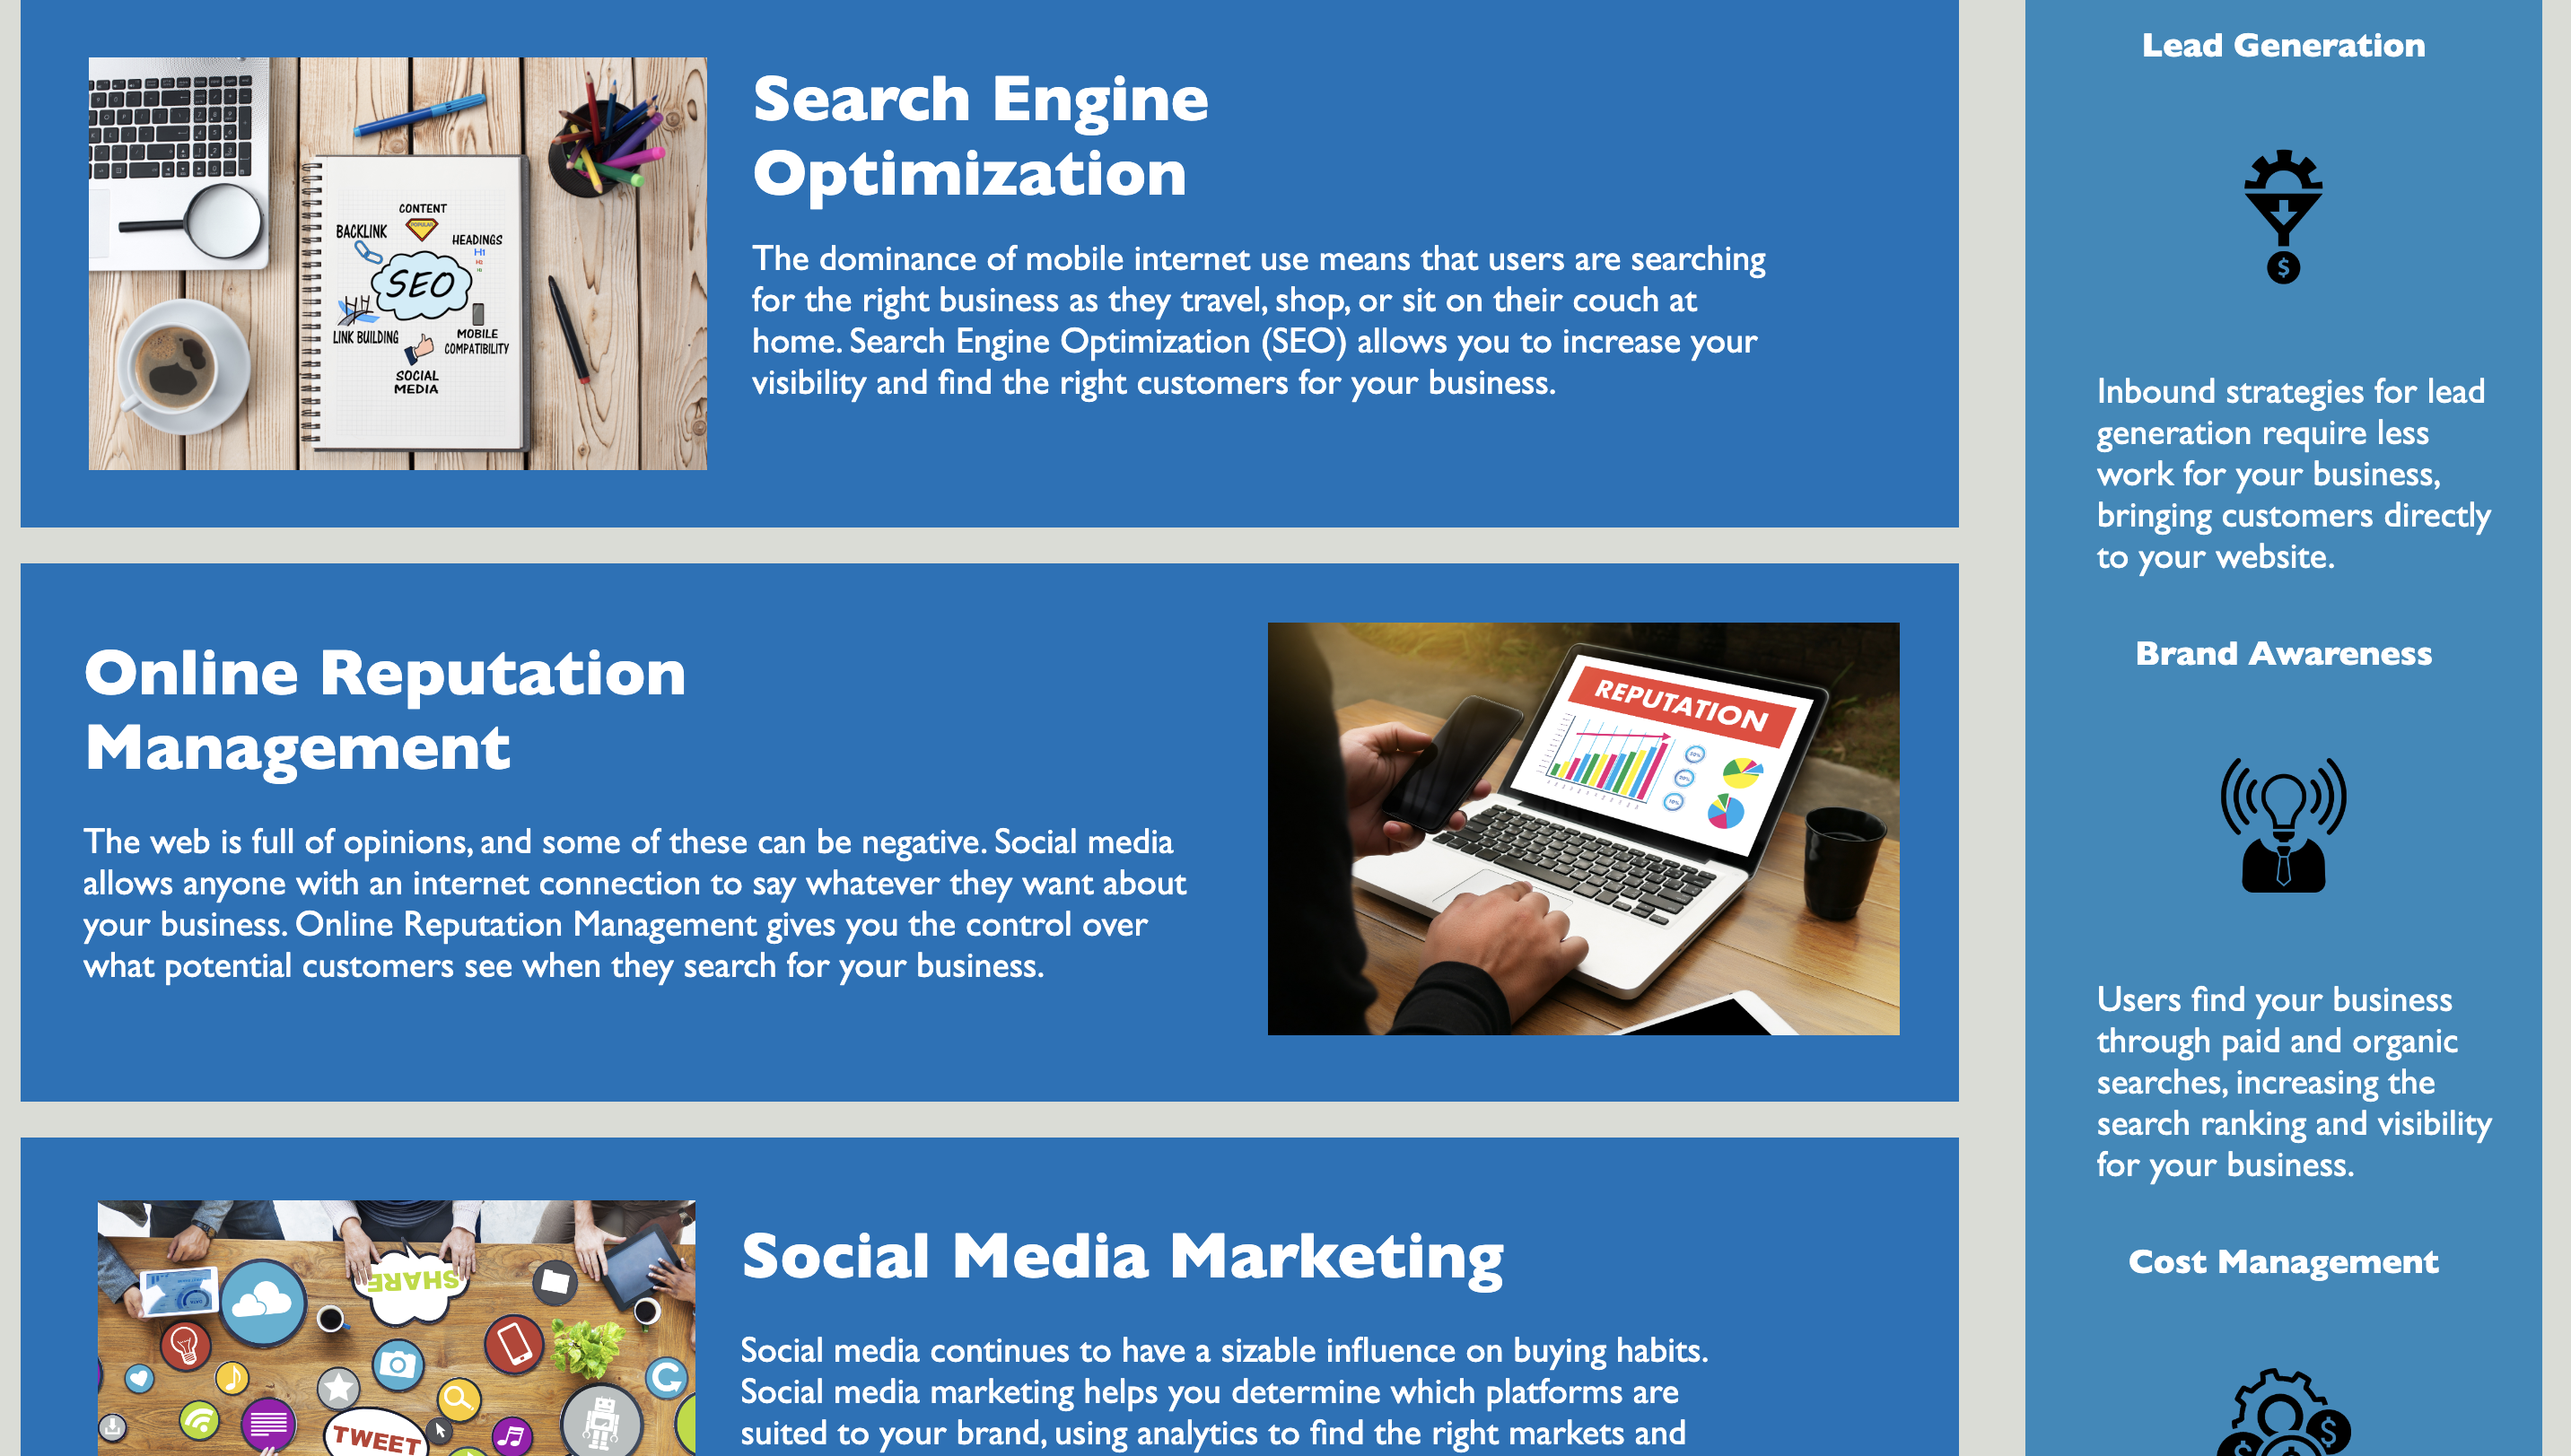 Search Engine
Optimization
The dominance of mobile internet use means that users are searching
for the right business as they travel, shop, or sit on their couch at
home. Search Engine Optimization (SEO) allows you to increase your
visibility and find the right customers for your business.
CONTENT
POPULAR
BACKLINK
HEADINGS
H1
H2
SEO
LINK BUILDING
MOBILE
COMPATIBILITY
SOCIAL
MEDIA
Online Reputation
Management
The web is full of opinions, and some of these can be negative. Social media
allows anyone with an internet connection to say whatever they want about
your business. Online Reputation Management gives you the control over
what potential customers see when they search for your business.
REPUTATION
Social Media Marketing
Social media continues to have a sizable influence on buying habits.
Social media marketing helps you determine which platforms are
suited to your brand, using analytics to find the right markets and
SHARE
TWEET
Lead Generation
$
Inbound strategies for lead
generation require less
work for your business,
bringing customers directly
to your website.
Brand Awareness
Users find your business
through paid and organic
searches, increasing the
search ranking and visibility
for your business.
Cost Management
$